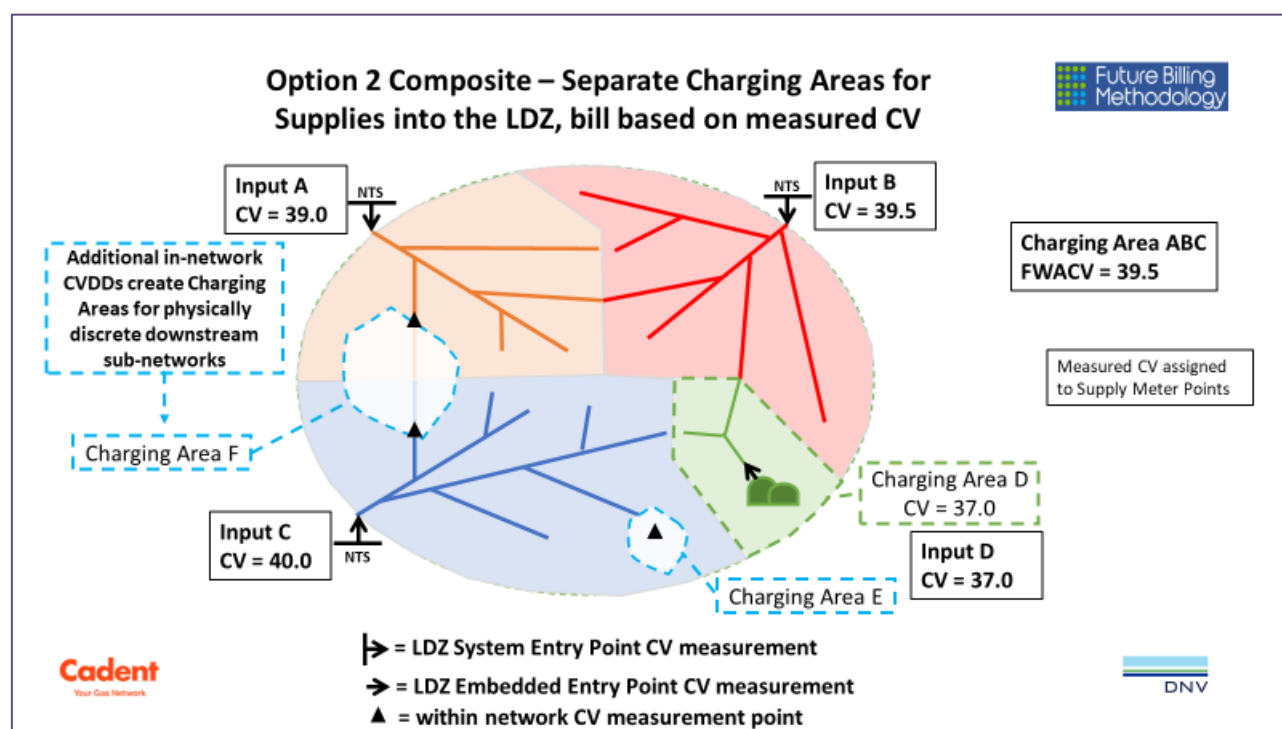 Option 2 Composite – Separate Charging Areas for
Supplies into the LDZ, bill based on measured CV
Future Billing
Methodology
Input A
CV = 39.0
NTS
NTS
Input B
CV = 39.5
Additional in-network
CVDDs create Charging
Areas for physically
discrete downstream
sub-networks
Charging Area ABC
FWACV = 39.5
Measured CV assigned
to Supply Meter Points
Charging Area F
Charging Area D
CV = 37.0
Input C
CV = 40.0
NTS
Input D
CV = 37.0
Charging Area E
= LDZ System Entry Point CV measurement
= LDZ Embedded Entry Point CV measurement
= within network CV measurement point
Cadent
Your Gas Network
DNV